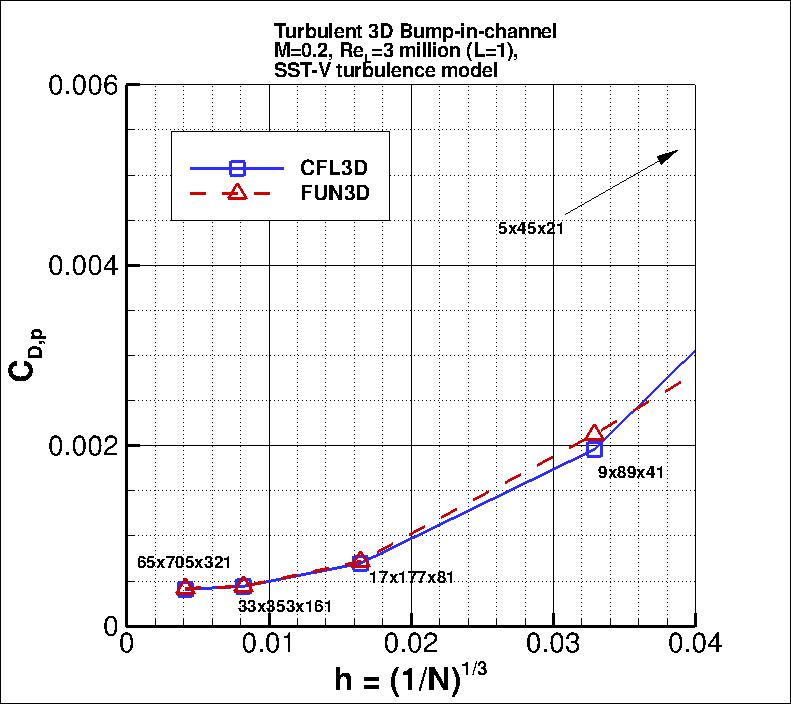 Turbulent 3D Bump-in-channel
M=0.2, Re_L=3 million (L=1),
SST-V turbulence model
0.006
CFL3D
FUN3D
5x45x21
0.004
C_D,p
0.002
9x89x41
65x705x321
17x177x81
33x353x161
0
0 0.01 0.02 0.03 0.04
h = (1/N)^1/3